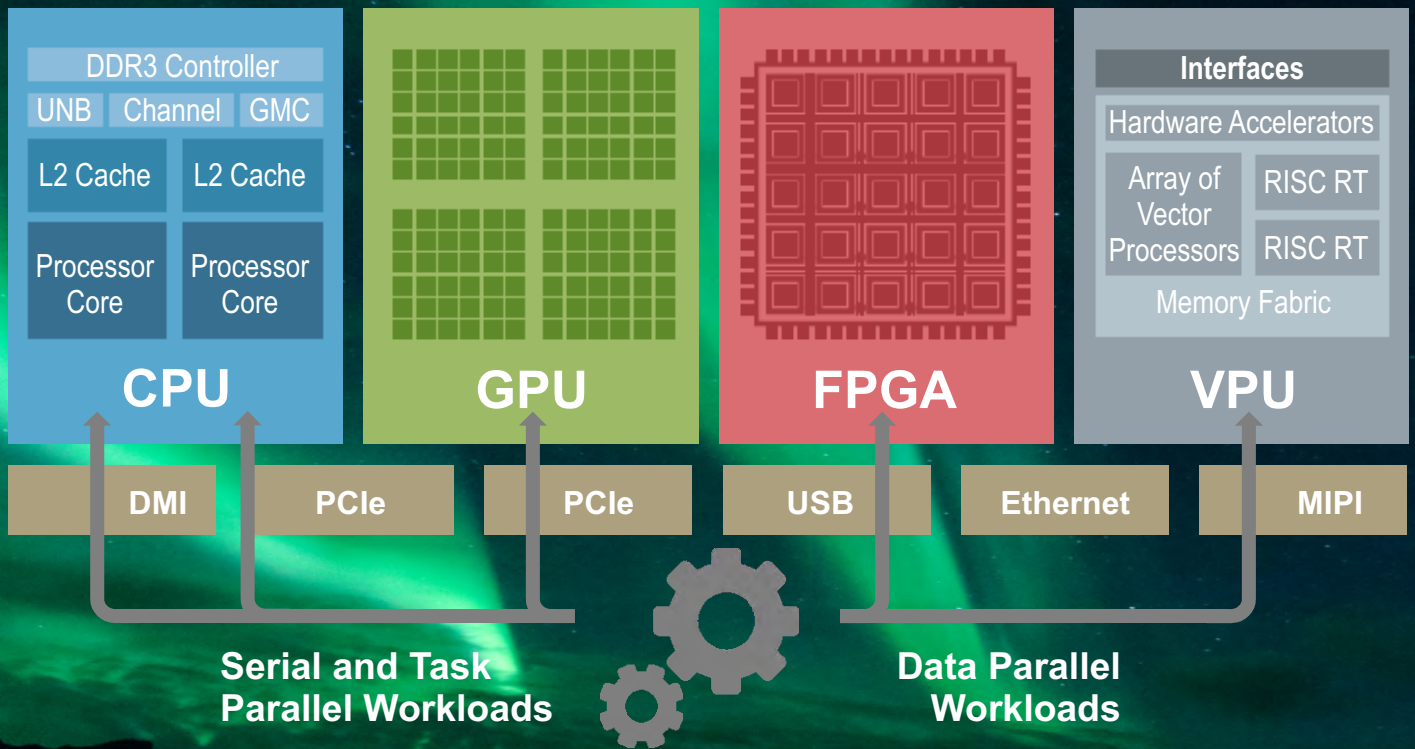 DDR3 Controller
UNB
Channel
GMC
L2 Cache
L2 Cache
Processor
Core
Processor
Core
CPU
GPU
FPGA
Interfaces
Hardware Accelerators
Array of
Vector
Processors
RISC RT
RISC RT
Memory Fabric
VPU
DMI
PCIe
PCIe
USB
Ethernet
MIPI
Serial and Task
Parallel Workloads
Data Parallel
Workloads